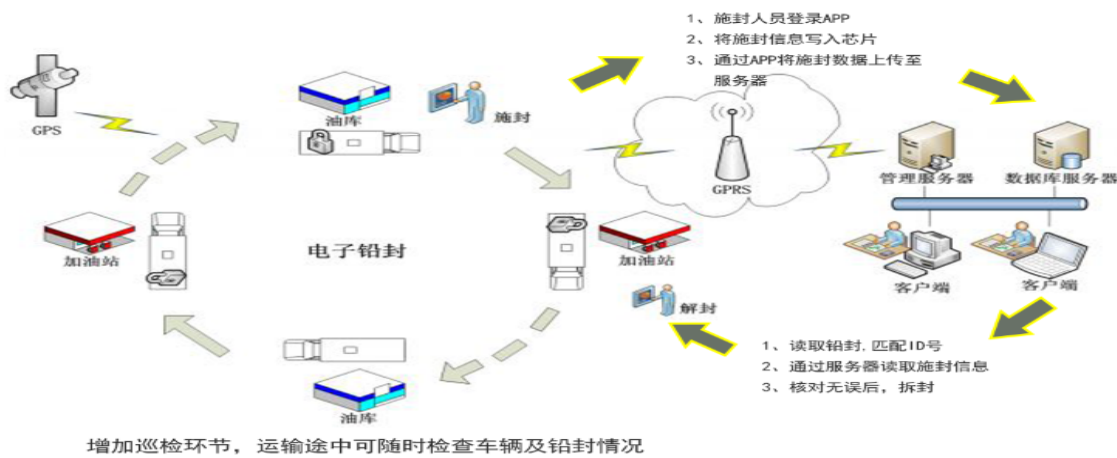 1、施封人员登录APP
2、将施封信息写入芯片
3、通过APP将施封数据上传至
服务器
GPS
油库
施封
GPRS
管理服务器
数据库服务器
加油站
电子铅封
加油站
客户端
客户端
解封
1、读取铅封,匹配ID号
2、通过服务器读取施封信息
3、核对无误后，拆封
油库
增加巡检环节，运输途中可随时检查车辆及铅封情况